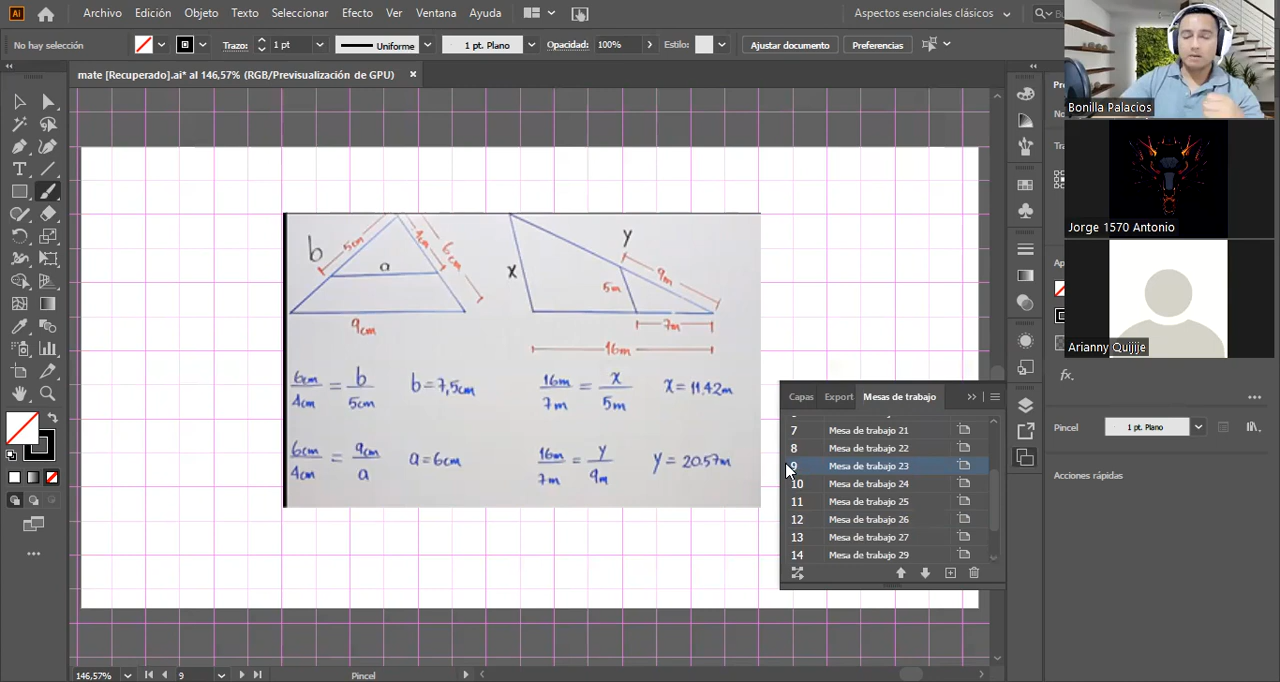 Archivo Edición Objeto Texto Seleccionar Efecto Ver Ventana Ayuda
Aspectos esenciales clásicos
No hay selección
Trazo: 1 pt Uniforme 1 pt. Plano Opacidad: 100% Estilo: Ajustar documento Preferencias
mate [Recuperado].ai* al 146,57% (RGB/Previsualización de GPU)
Bonilla Palacios
Jorge 1570 Antonio
Arianny Quijije
b 5cm 4cm 6cm
a
9cm
y
x 9m
5m
7m
16m
6cm/4cm = b/5cm b = 7,5cm
16m/7m = x/5m x = 11.42m
6cm/4cm = 9cm/a a = 6cm
16m/7m = y/9m y = 20.57m
Capas Export Mesas de trabajo
7 Mesa de trabajo 21
8 Mesa de trabajo 22
9 Mesa de trabajo 23
10 Mesa de trabajo 24
11 Mesa de trabajo 25
12 Mesa de trabajo 26
13 Mesa de trabajo 27
14 Mesa de trabajo 29
fx.
Pincel 1 pt. Plano
Acciones rápidas
146,57% 9 Pincel